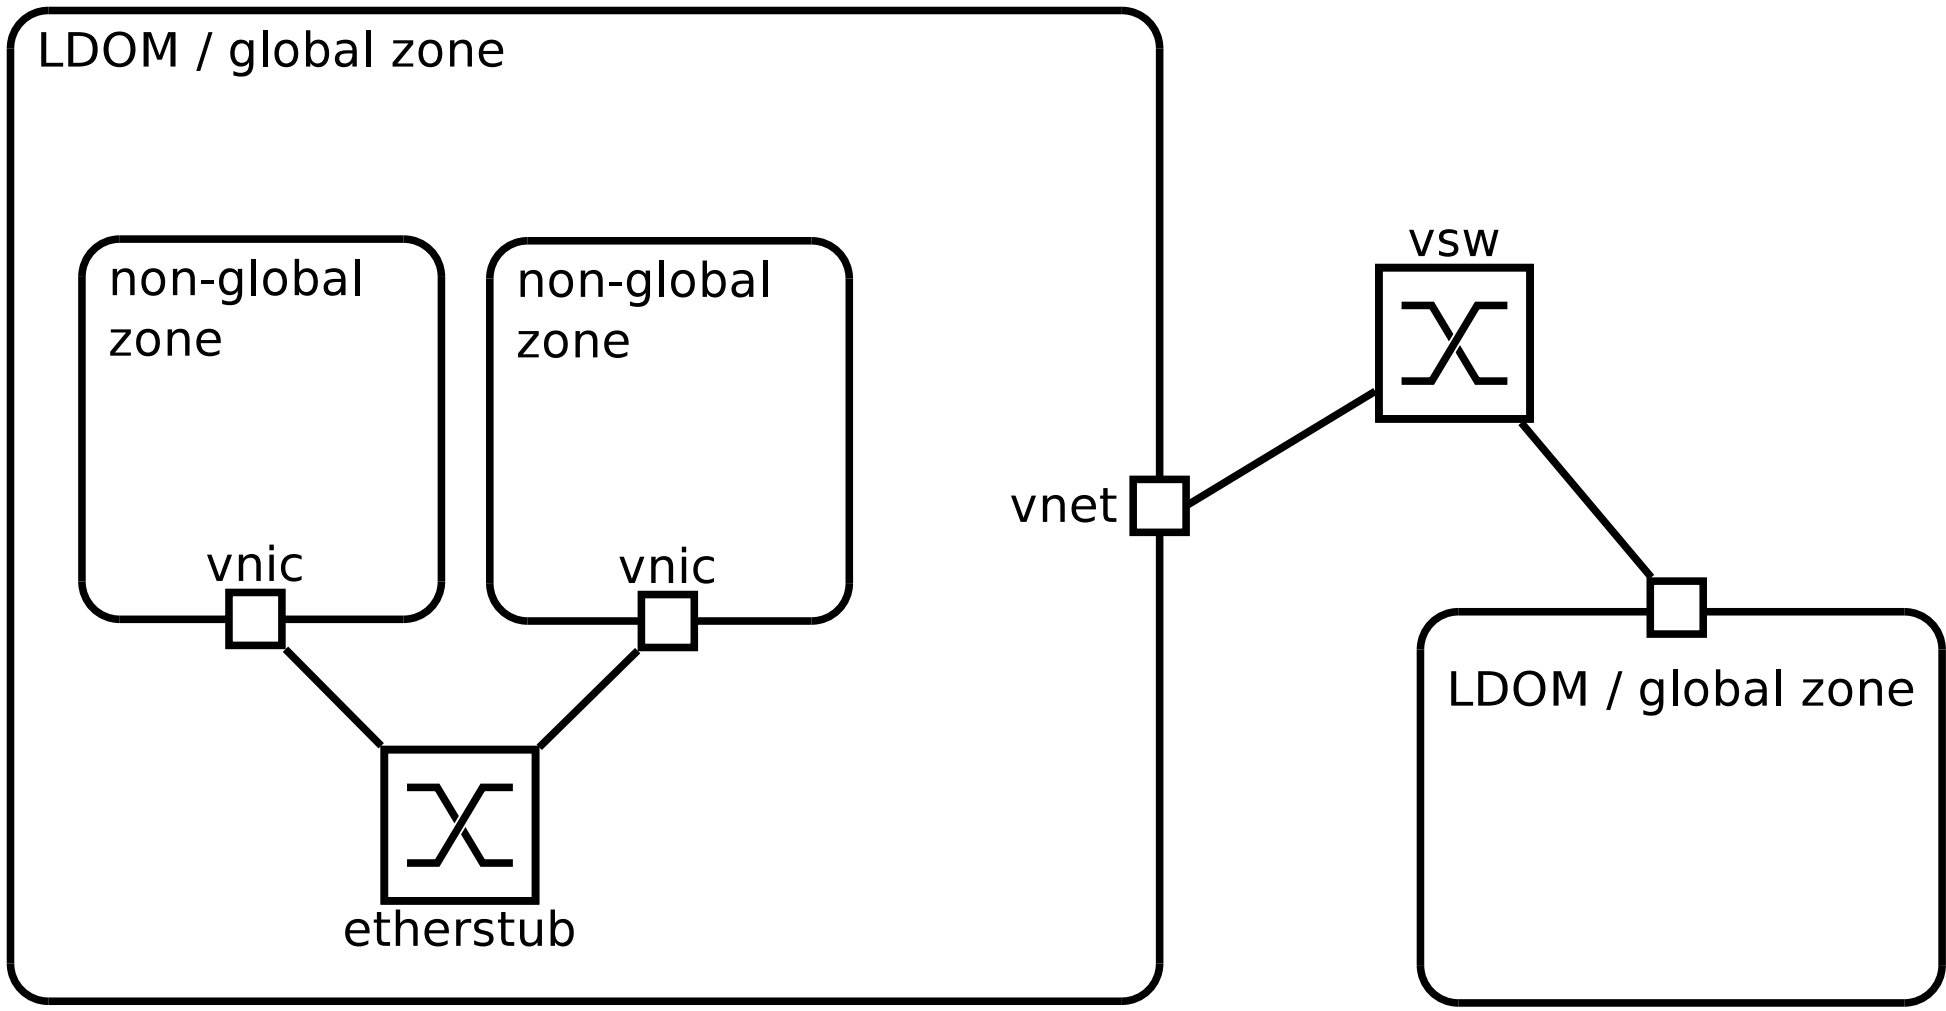 LDOM / global zone
non-global
zone
non-global
zone
vnic
vnic
etherstub
vnet
vsw
LDOM / global zone